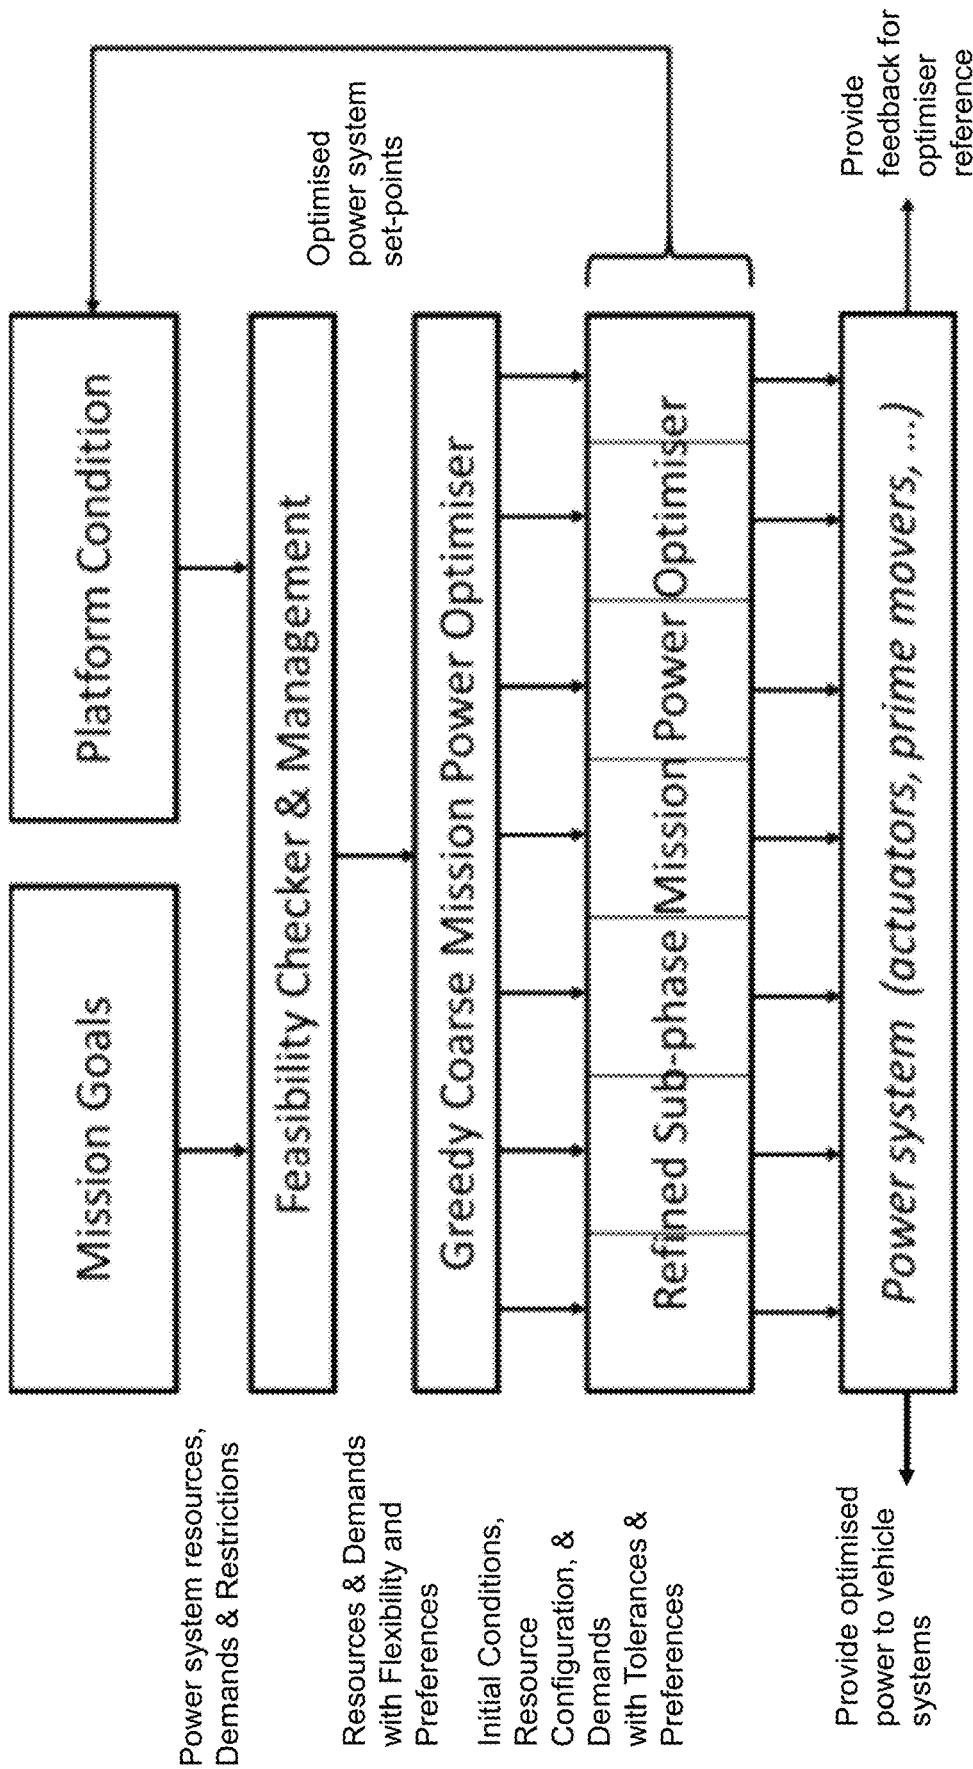 Mission Goals
Platform Condition
Power system resources,
Demands & Restrictions
Feasibility Checker & Management
Optimised
power system
set-points
Resources & Demands
with Flexibility and
Preferences
Greedy Coarse Mission Power Optimiser
Initial Conditions,
Resource
Configuration, &
Demands
with Tolerances &
Preferences
Refined Sub-phase Mission Power Optimiser
Provide optimised
power to vehicle
systems
Power system (actuators, prime movers, ...)
Provide
feedback for
optimiser
reference